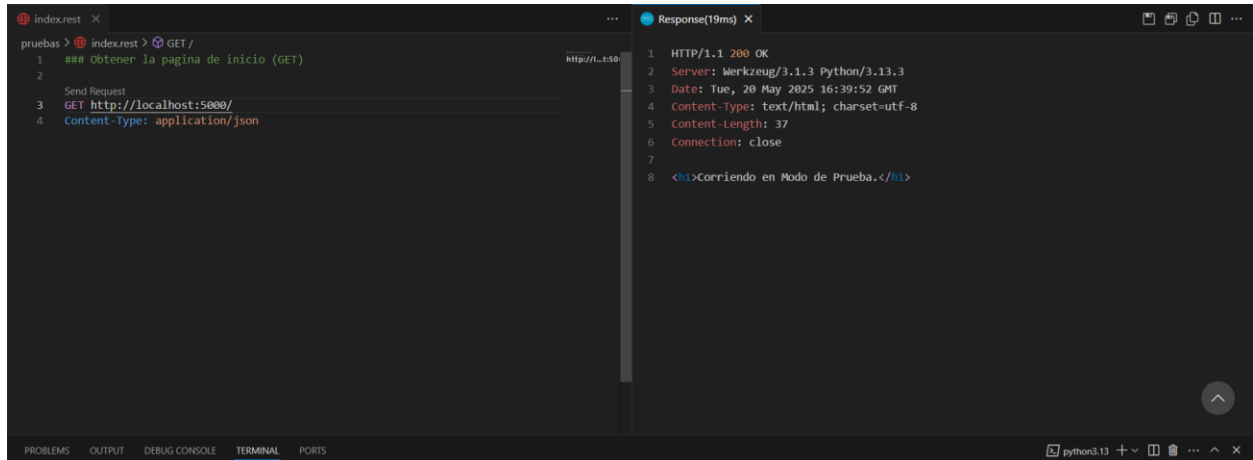 index.rest
pruebas > index.rest > GET /
1 ### Obtener la pagina de inicio (GET)
2
Send Request
3 GET http://localhost:5000/
4 Content-Type: application/json
http://l...t:50
Response(19ms)
1 HTTP/1.1 200 OK
2 Server: Werkzeug/3.1.3 Python/3.13.3
3 Date: Tue, 20 May 2025 16:39:52 GMT
4 Content-Type: text/html; charset=utf-8
5 Content-Length: 37
6 Connection: close
7
8 <h1>Corriendo en Modo de Prueba.</h1>
PROBLEMS OUTPUT DEBUG CONSOLE TERMINAL PORTS python3.13